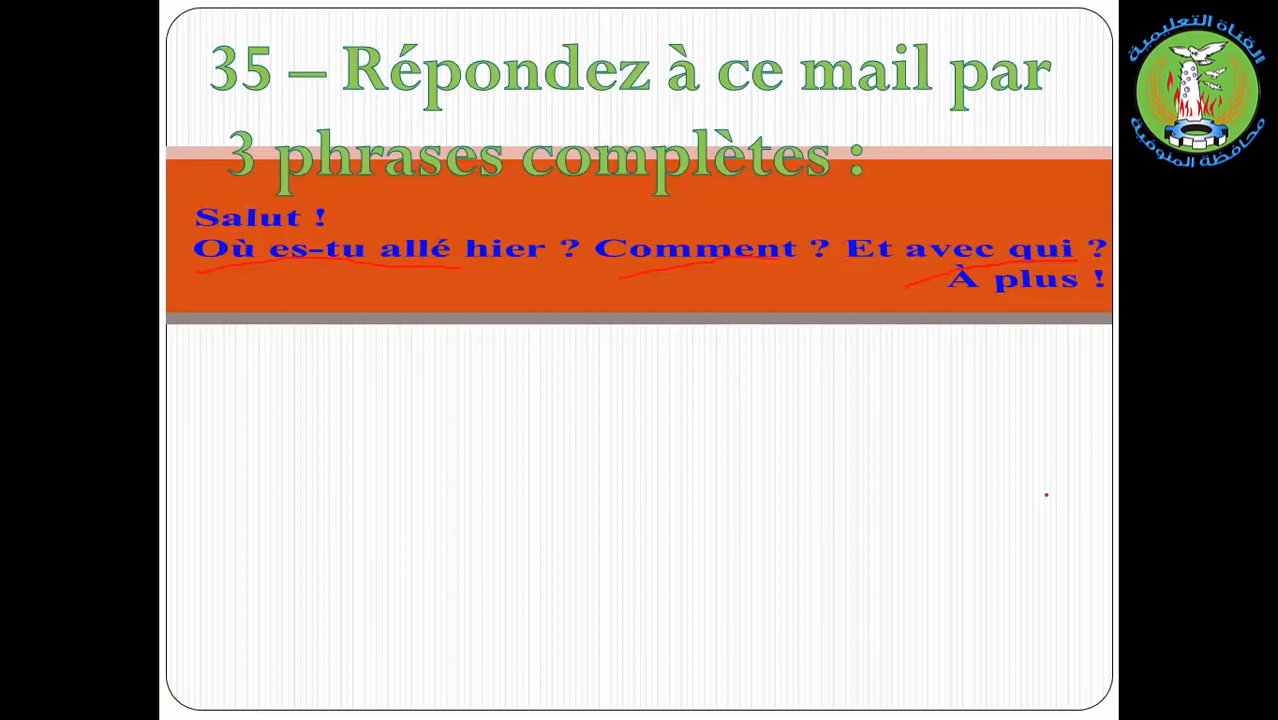 35 – Répondez à ce mail par
3 phrases complètes :
Salut !
Où es-tu allé hier ? Comment ? Et avec qui ?
À plus !
القناة التعليمية
محافظة المنوفية